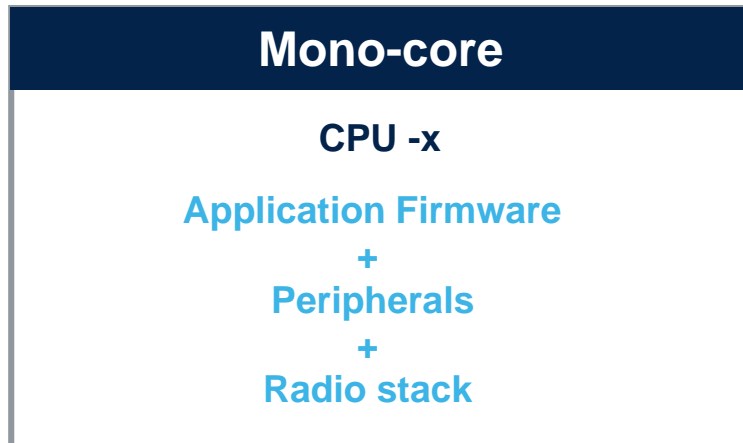 Mono-core
CPU -x
Application Firmware
+
Peripherals
+
Radio stack